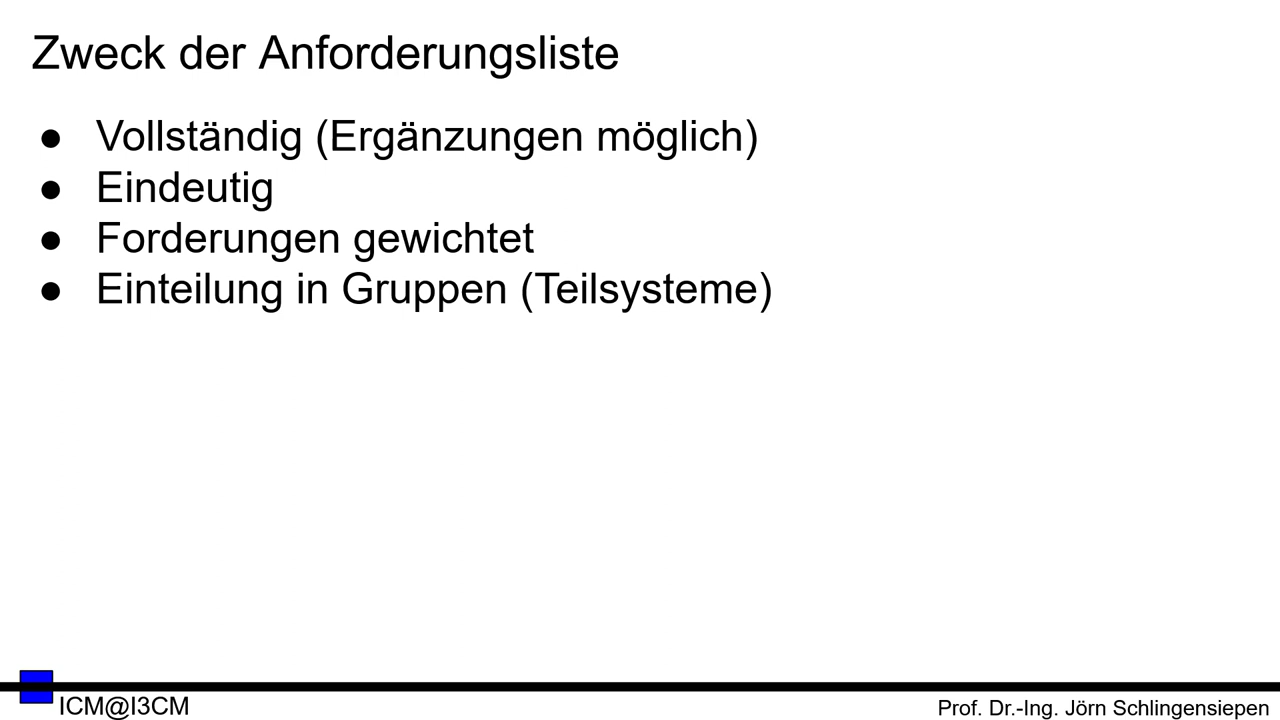 Zweck der Anforderungsliste
● Vollständig (Ergänzungen möglich)
● Eindeutig
● Forderungen gewichtet
● Einteilung in Gruppen (Teilsysteme)
ICM@I3CM
Prof. Dr.-Ing. Jörn Schlingensiepen